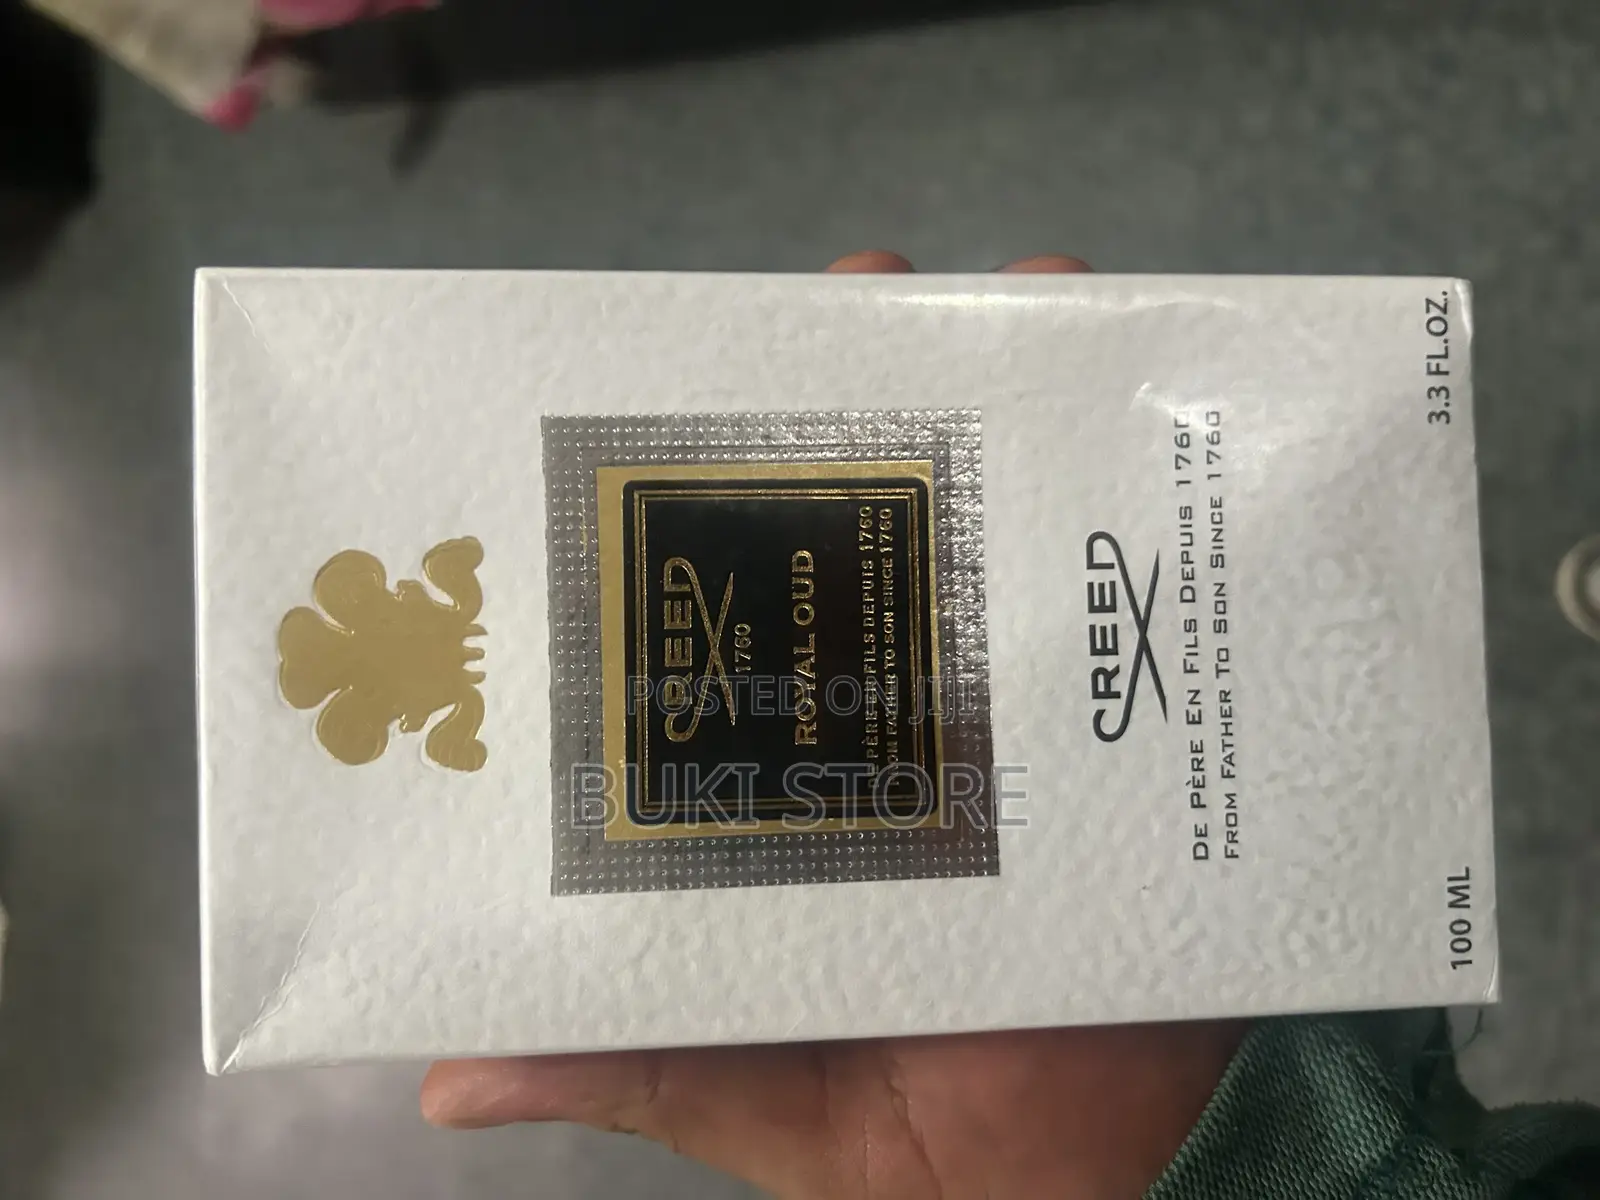 CREED
1760
ROYAL OUD
DE PÈRE EN FILS DEPUIS 1760
FROM FATHER TO SON SINCE 1760
CREED
DE PÈRE EN FILS DEPUIS 1760
FROM FATHER TO SON SINCE 1760
100 ML
3.3 FL.OZ.
POSTED ON JIJI
BUKI STORE